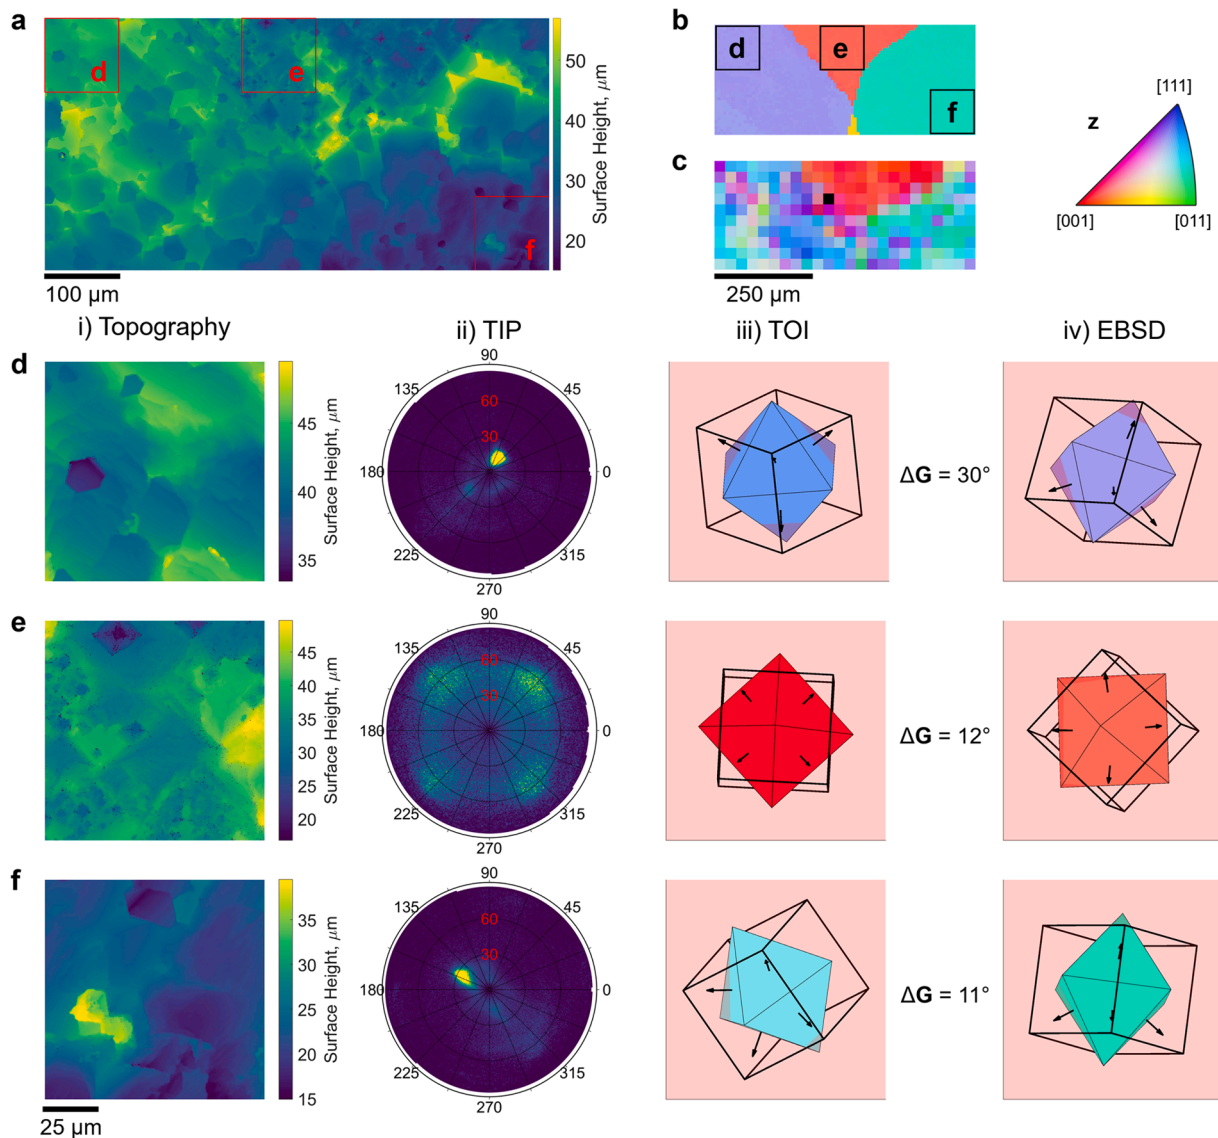 a
d
e
f
50
40
30
20
Surface Height, μm
100 μm
b
d
e
f
c
250 μm
z
[111]
[001]
[011]
i) Topography
ii) TIP
iii) TOI
iv) EBSD
d
45
40
35
Surface Height, μm
90
135
45
60
30
180
0
225
315
270
ΔG = 30°
e
45
40
35
30
25
20
Surface Height, μm
90
135
45
60
30
180
0
225
315
270
ΔG = 12°
f
35
30
25
20
15
Surface Height, μm
90
135
45
60
30
180
0
225
315
270
ΔG = 11°
25 μm